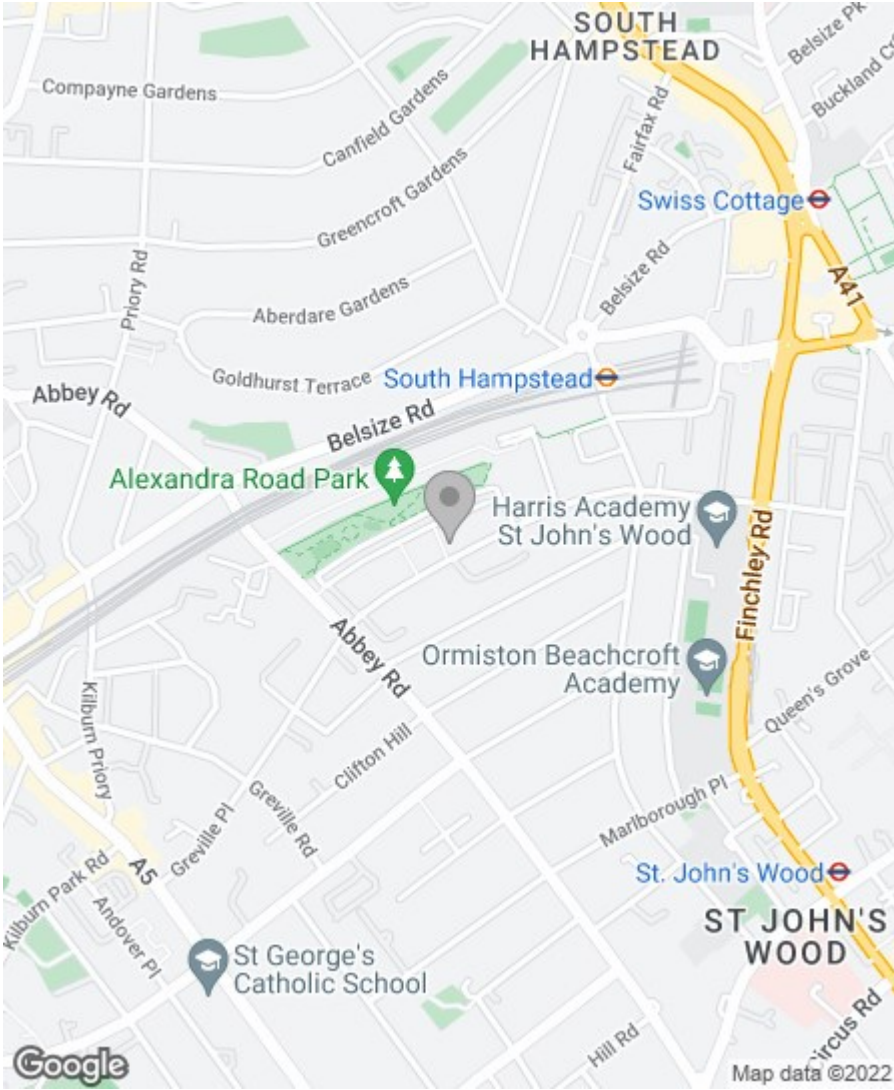 SOUTH
HAMPSTEAD
Belsize Pk
Compayne Gardens
Canfield Gardens
Fairfax Rd
Greencroft Gardens
Swiss Cottage
Priory Rd
Belsize Rd
A41
Aberdare Gardens
Goldhurst Terrace
South Hampstead
Abbey Rd
Belsize Rd
Alexandra Road Park
Harris Academy
St John's Wood
Finchley Rd
Abbey Rd
Ormiston Beachcroft
Academy
Queen's Grove
Kilburn Priory
Clifton Hill
Greville Pl
Greville Rd
Marlborough Pl
A5
Kilburn Park Rd
St. John's Wood
Andover Pl
ST JOHN'S
WOOD
St George's
Catholic School
Hill Rd
Circus Rd
Google
Map data ©2022